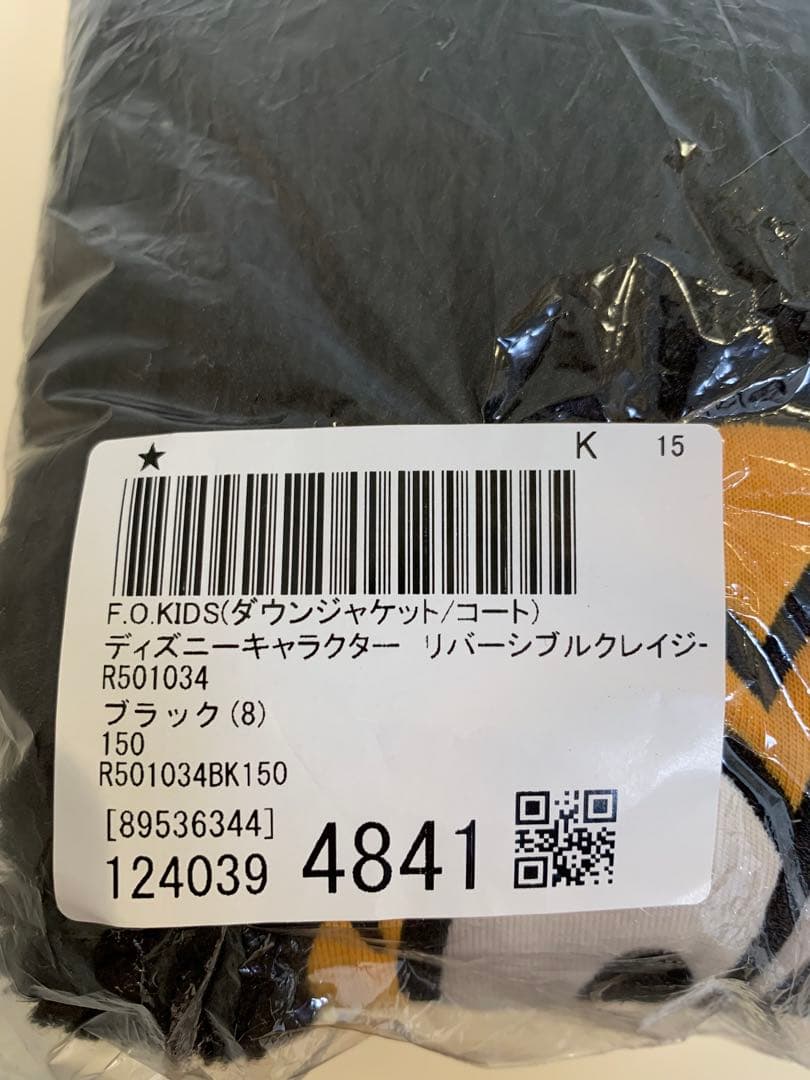 ★ K 15
F.O.KIDS(ダウンジャケット/コート)
ディズニーキャラクター リバーシブルクレイジ-
R501034
ブラック(8)
150
R501034BK150
[89536344]
124039 4841